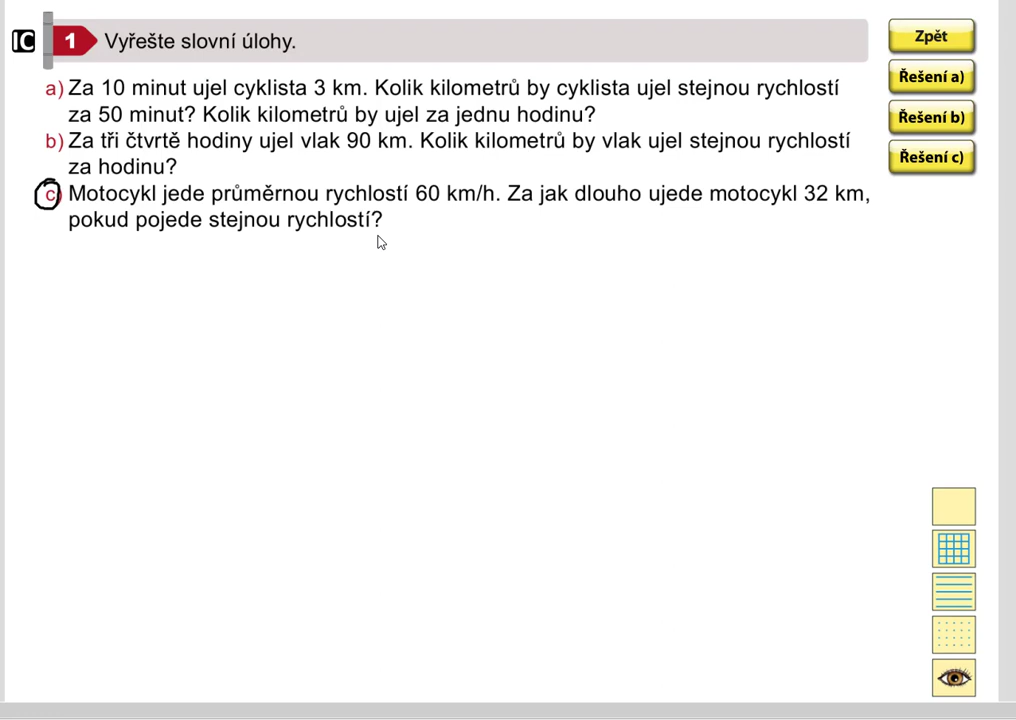 IC 1 Vyřešte slovní úlohy.
Zpět
a) Za 10 minut ujel cyklista 3 km. Kolik kilometrů by cyklista ujel stejnou rychlostí
za 50 minut? Kolik kilometrů by ujel za jednu hodinu?
Řešení a)
b) Za tři čtvrtě hodiny ujel vlak 90 km. Kolik kilometrů by vlak ujel stejnou rychlostí
za hodinu?
Řešení b)
c) Motocykl jede průměrnou rychlostí 60 km/h. Za jak dlouho ujede motocykl 32 km,
pokud pojede stejnou rychlostí?
Řešení c)